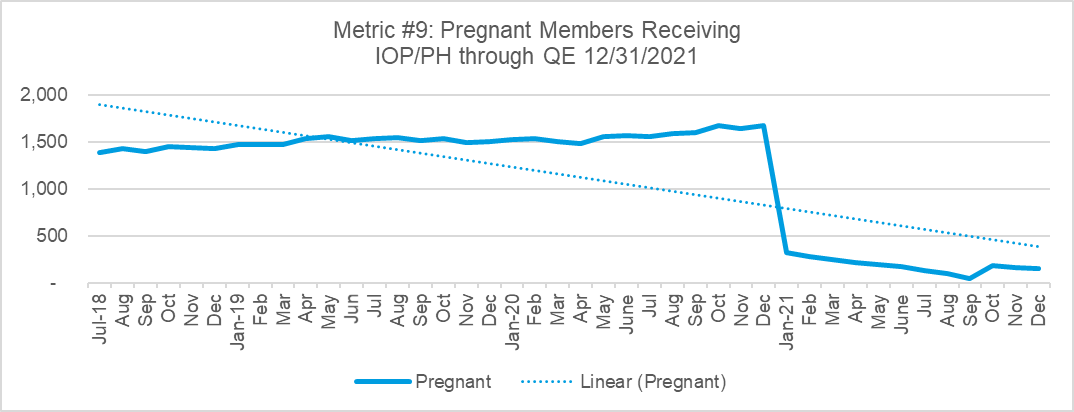 Metric #9: Pregnant Members Receiving
IOP/PH through QE 12/31/2021
2,000
1,500
1,000
500
-
Jul-18
Aug
Sep
Oct
Nov
Dec
Jan-19
Feb
Mar
Apr
May
Jun
Jul
Aug
Sep
Oct
Nov
Dec
Jan-20
Feb
Mar
Apr
May
June
Jul
Aug
Sep
Oct
Nov
Dec
Jan-21
Feb
Mar
Apr
May
June
Jul
Aug
Sep
Oct
Nov
Dec
Pregnant
Linear (Pregnant)